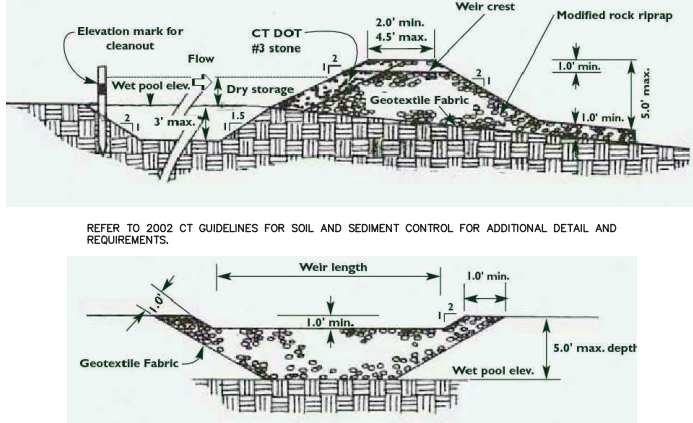 Weir crest
2.0' min.
4.5' max.
Modified rock riprap
Elevation mark for
cleanout
CT DOT
#3 stone
Flow
2
1
2
1
1.0' min.
5.0' max.
Wet pool elev.
Dry storage
Geotextile Fabric
1.0' min.
2
1
3' max.
1.5
1
REFER TO 2002 CT GUIDELINES FOR SOIL AND SEDIMENT CONTROL FOR ADDITIONAL DETAIL AND
REQUIREMENTS.
Weir length
1.0' min.
1.0'
2
1
1.0' min.
5.0' max. depth
Geotextile Fabric
Wet pool elev.